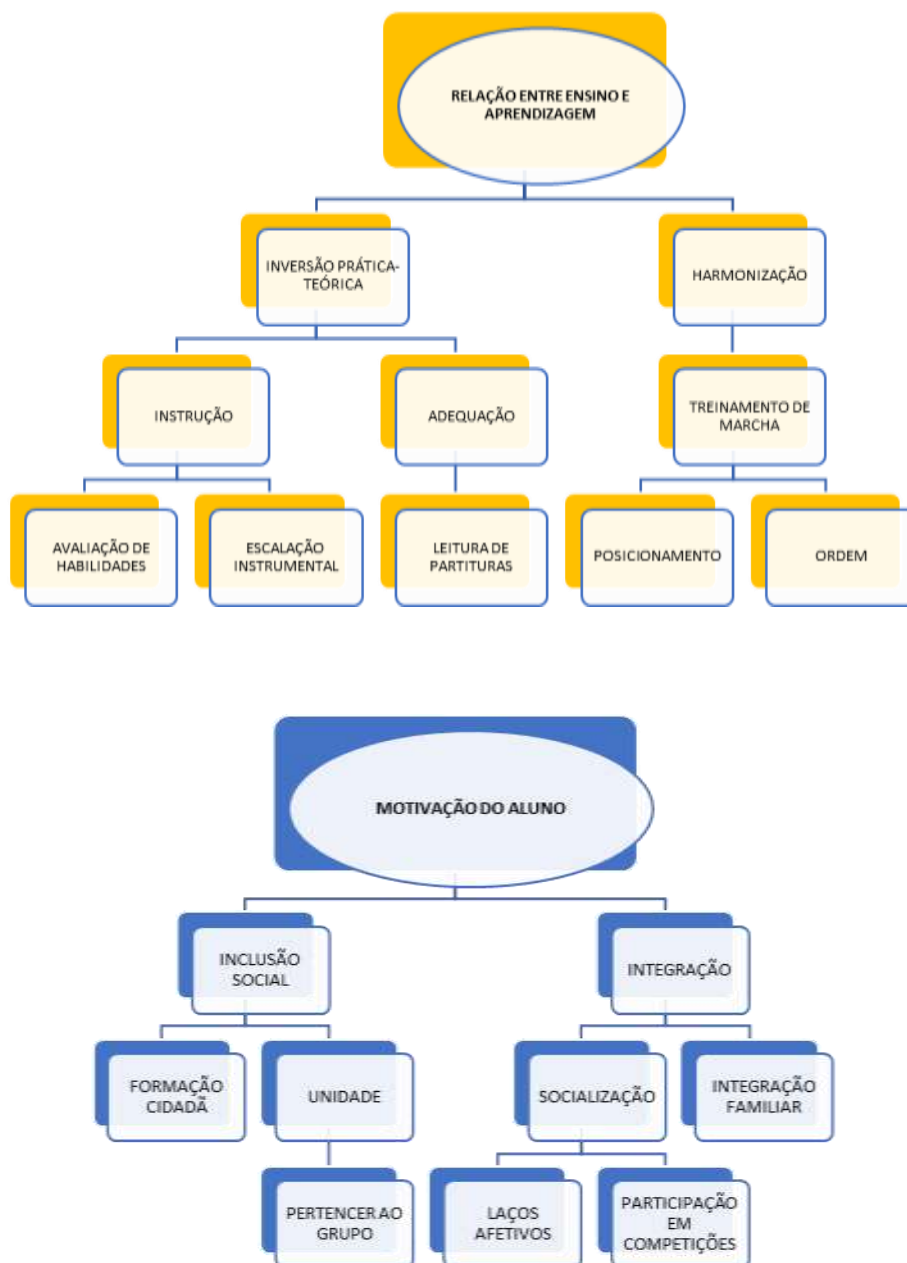 RELAÇÃO ENTRE ENSINO E
APRENDIZAGEM
INVERSÃO PRÁTICA-
TEÓRICA
HARMONIZAÇÃO
INSTRUÇÃO
ADEQUAÇÃO
TREINAMENTO DE
MARCHA
AVALIAÇÃO DE
HABILIDADES
ESCALAÇÃO
INSTRUMENTAL
LEITURA DE
PARTITURAS
POSICIONAMENTO
ORDEM
MOTIVAÇÃO DO ALUNO
INCLUSÃO
SOCIAL
INTEGRAÇÃO
FORMAÇÃO
CIDADÃ
UNIDADE
SOCIALIZAÇÃO
INTEGRAÇÃO
FAMILIAR
PERTENCER AO
GRUPO
LAÇOS
AFETIVOS
PARTICIPAÇÃO
EM
COMPETIÇÕES